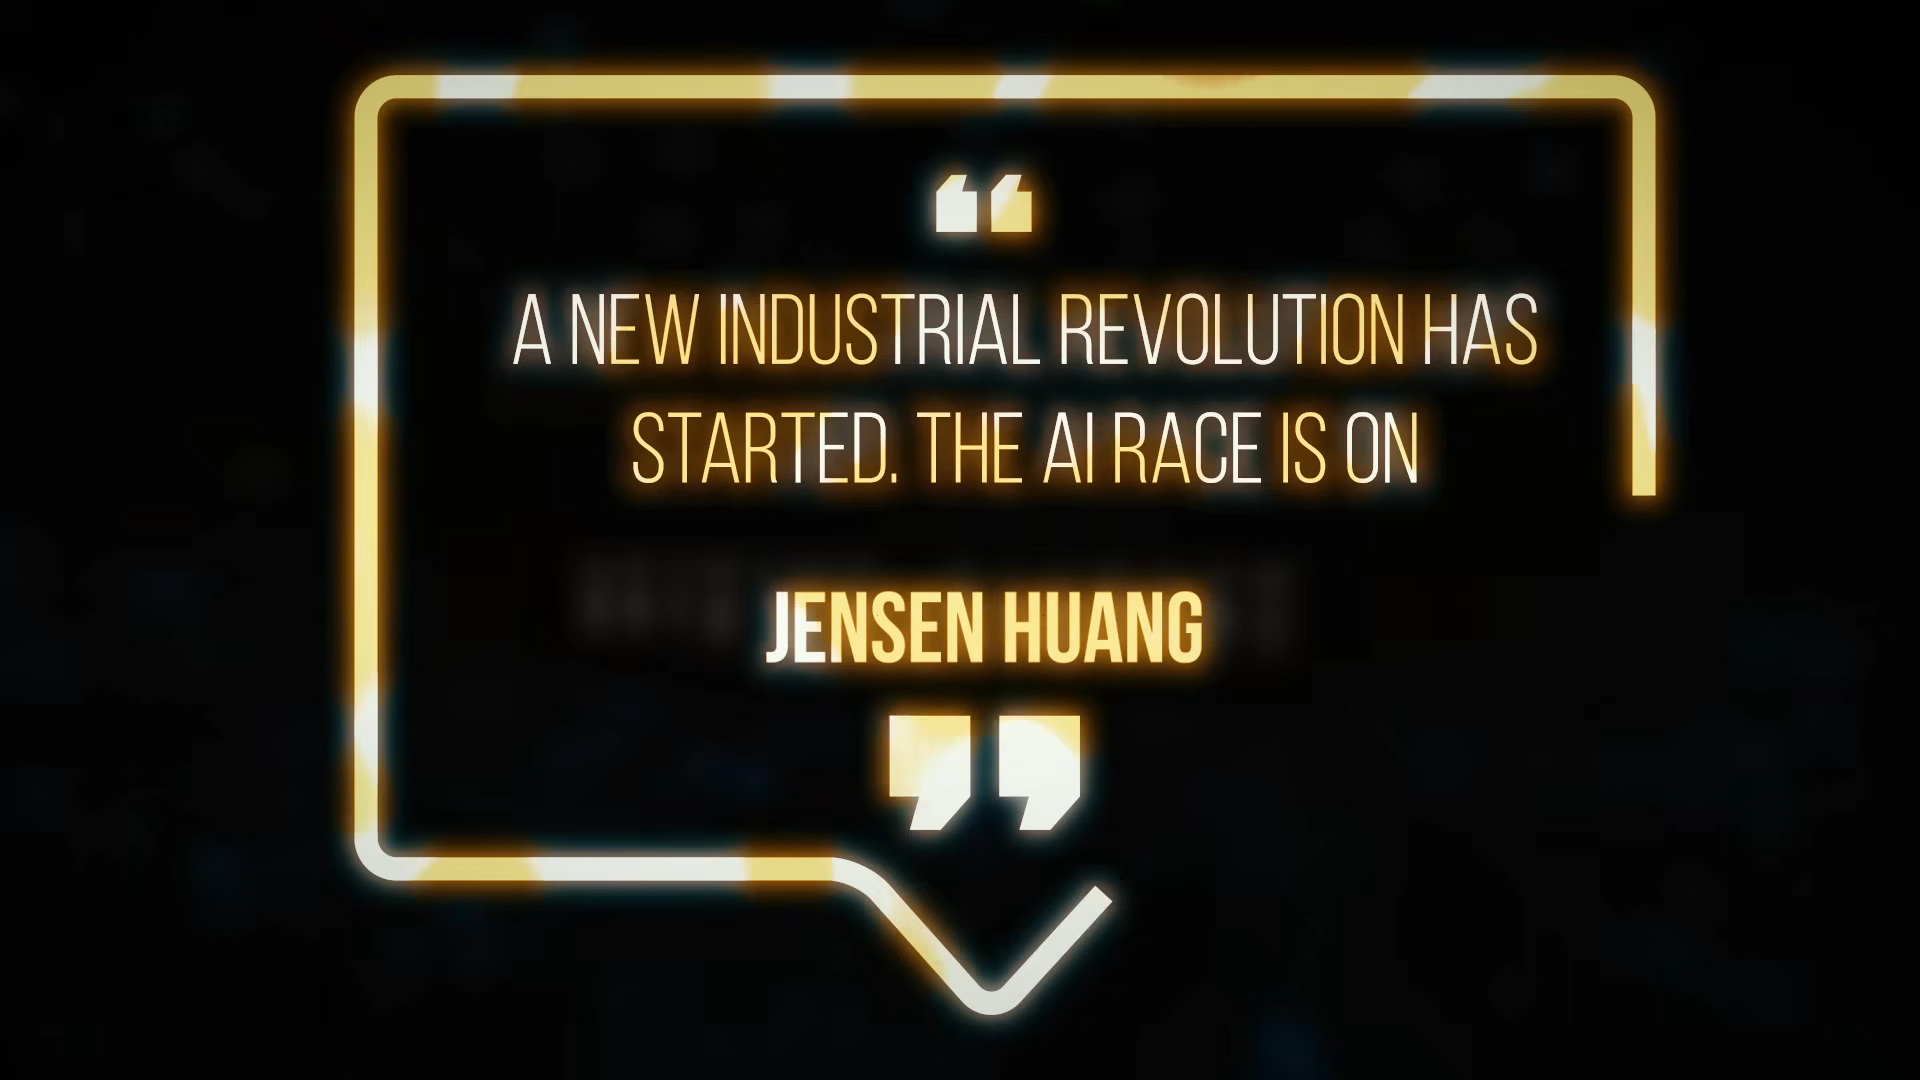 “
A NEW INDUSTRIAL REVOLUTION HAS
STARTED. THE AI RACE IS ON
JENSEN HUANG
”